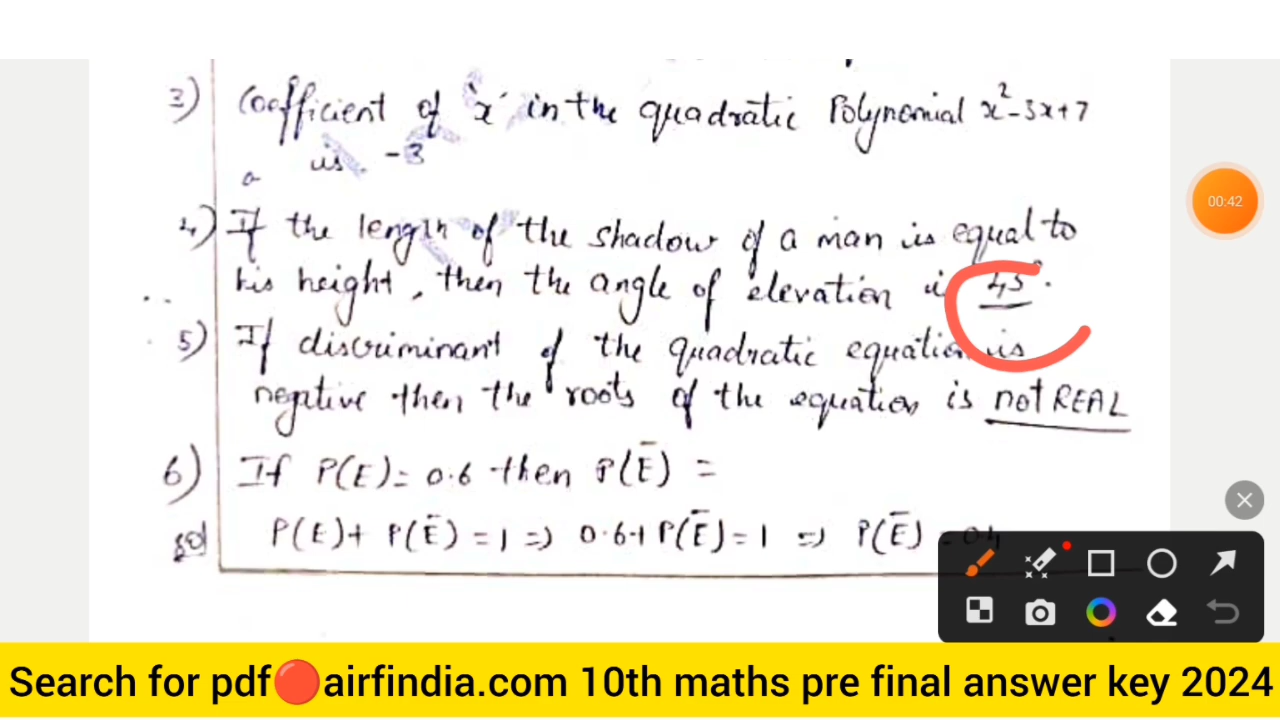 3) Coefficient of 'x' in the quadratic Polynomial x²-3x+7
is -3
4) If the length of the shadow of a man is equal to
his height, then the angle of elevation is 45°.
5) If discriminant of the quadratic equation is
negative then the roots of the equation is not REAL
6) If P(E)= 0.6 then P(Ē) =
Sol P(E)+ P(Ē) =1 => 0.6+P(Ē)=1 => P(Ē) = 0.4
00:42
Search for pdf🔴airfindia.com 10th maths pre final answer key 2024